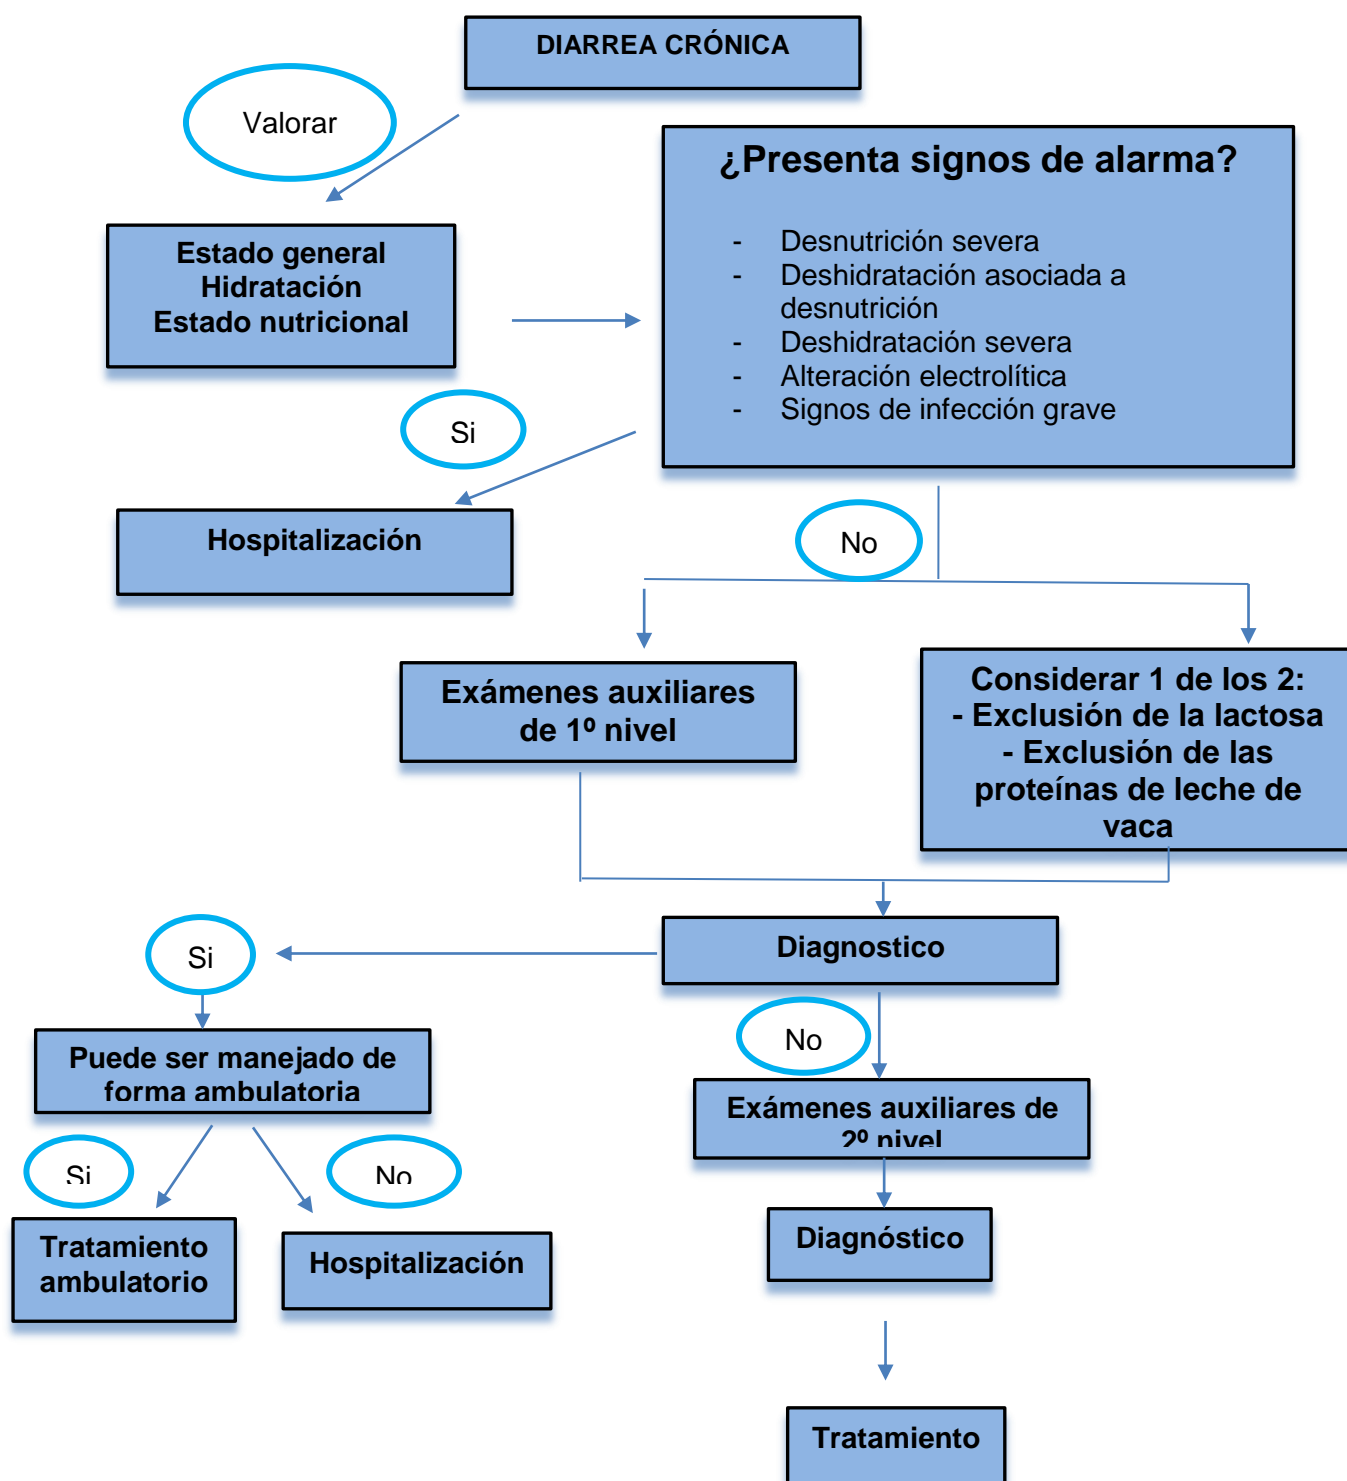 DIARREA CRÓNICA
Valorar
¿Presenta signos de alarma?
- Desnutrición severa
- Deshidratación asociada a
desnutrición
- Deshidratación severa
- Alteración electrolítica
- Signos de infección grave
Estado general
Hidratación
Estado nutricional
Si
Hospitalización
No
Exámenes auxiliares
de 1º nivel
Considerar 1 de los 2:
- Exclusión de la lactosa
- Exclusión de las
proteínas de leche de
vaca
Diagnostico
Si
No
Puede ser manejado de
forma ambulatoria
Exámenes auxiliares de
2º nivel
Si
No
Tratamiento
ambulatorio
Hospitalización
Diagnóstico
Tratamiento